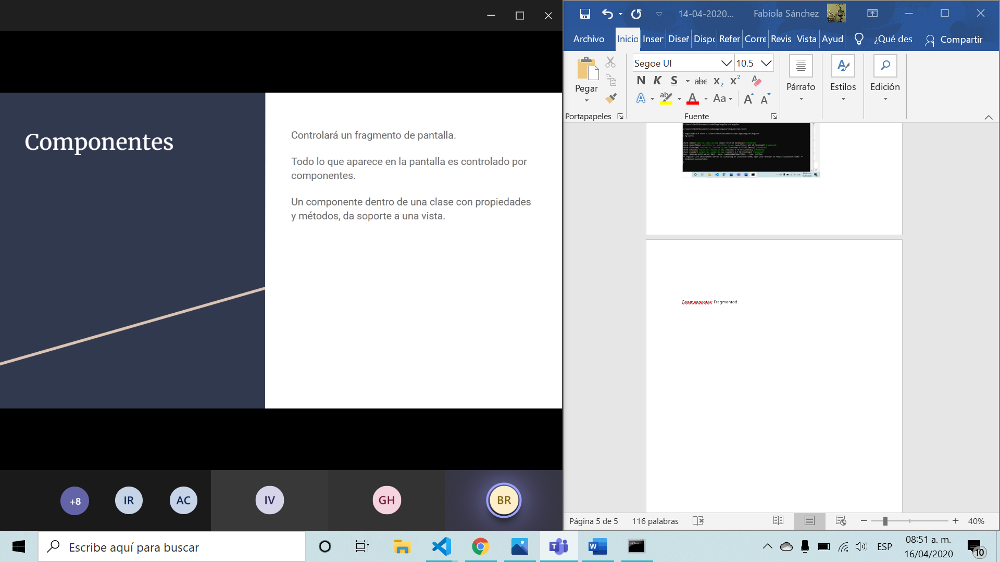 Componentes
Controlará un fragmento de pantalla.
Todo lo que aparece en la pantalla es controlado por
componentes.
Un componente dentro de una clase con propiedades
y métodos, da soporte a una vista.
+8
IR
AC
IV
GH
BR
14-04-2020...
Fabiola Sánchez
Archivo
Inicio
Inser
Diseñ
Dispo
Refer
Corre
Revis
Vista
Ayud
¿Qué des
Compartir
Pegar
Portapapeles
Segoe UI
10.5
N K S abc X₂ X²
A ab A Aa A A
Fuente
Párrafo
Estilos
Edición
Coomponentes: Fragmentod
Página 5 de 5
116 palabras
40%
Escribe aquí para buscar
ESP
08:51 a. m.
16/04/2020
10